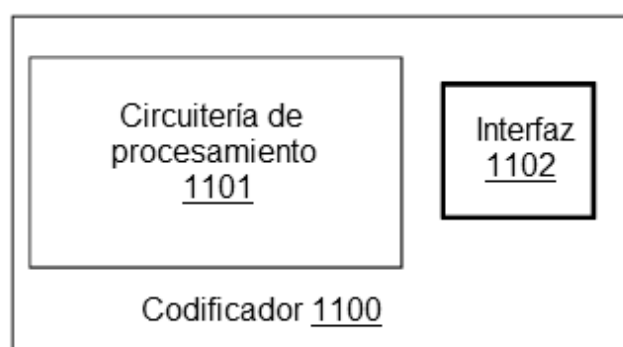 Circuitería de
procesamiento
1101
Interfaz
1102
Codificador 1100